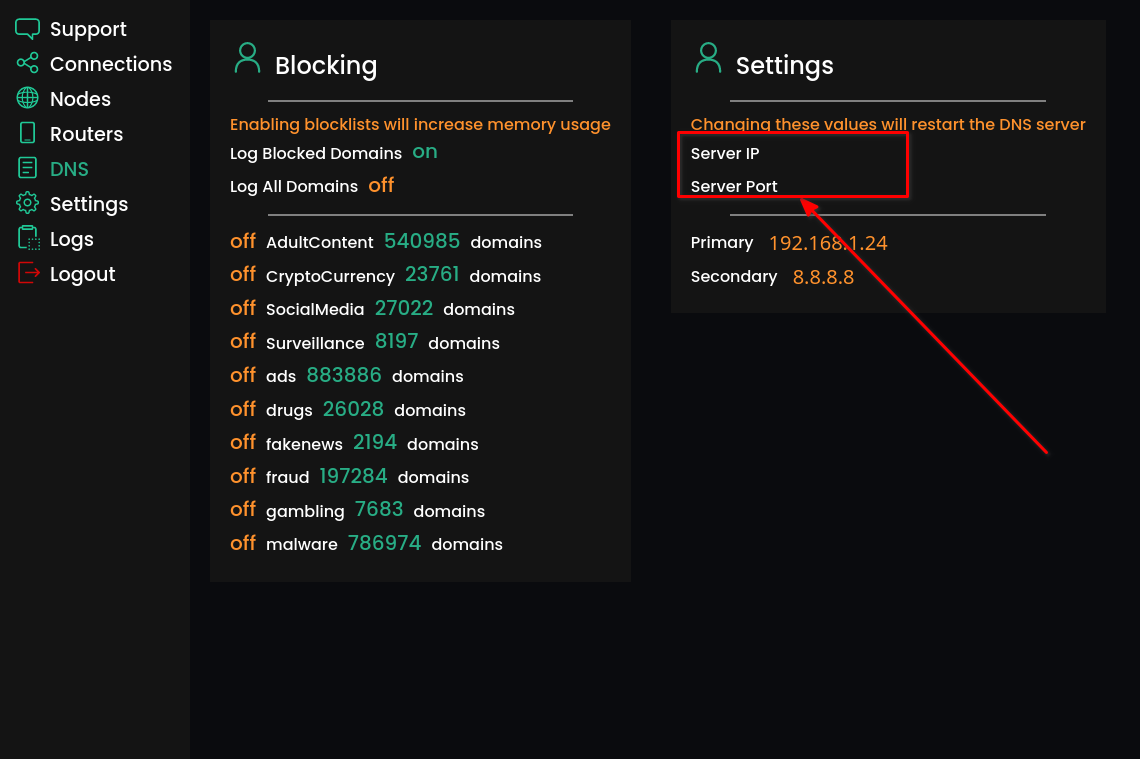 Support
Connections
Nodes
Routers
DNS
Settings
Logs
Logout
Blocking
Enabling blocklists will increase memory usage
Log Blocked Domains on
Log All Domains off
off AdultContent 540985 domains
off CryptoCurrency 23761 domains
off SocialMedia 27022 domains
off Surveillance 8197 domains
off ads 883886 domains
off drugs 26028 domains
off fakenews 2194 domains
off fraud 197284 domains
off gambling 7683 domains
off malware 786974 domains
Settings
Changing these values will restart the DNS server
Server IP
Server Port
Primary 192.168.1.24
Secondary 8.8.8.8